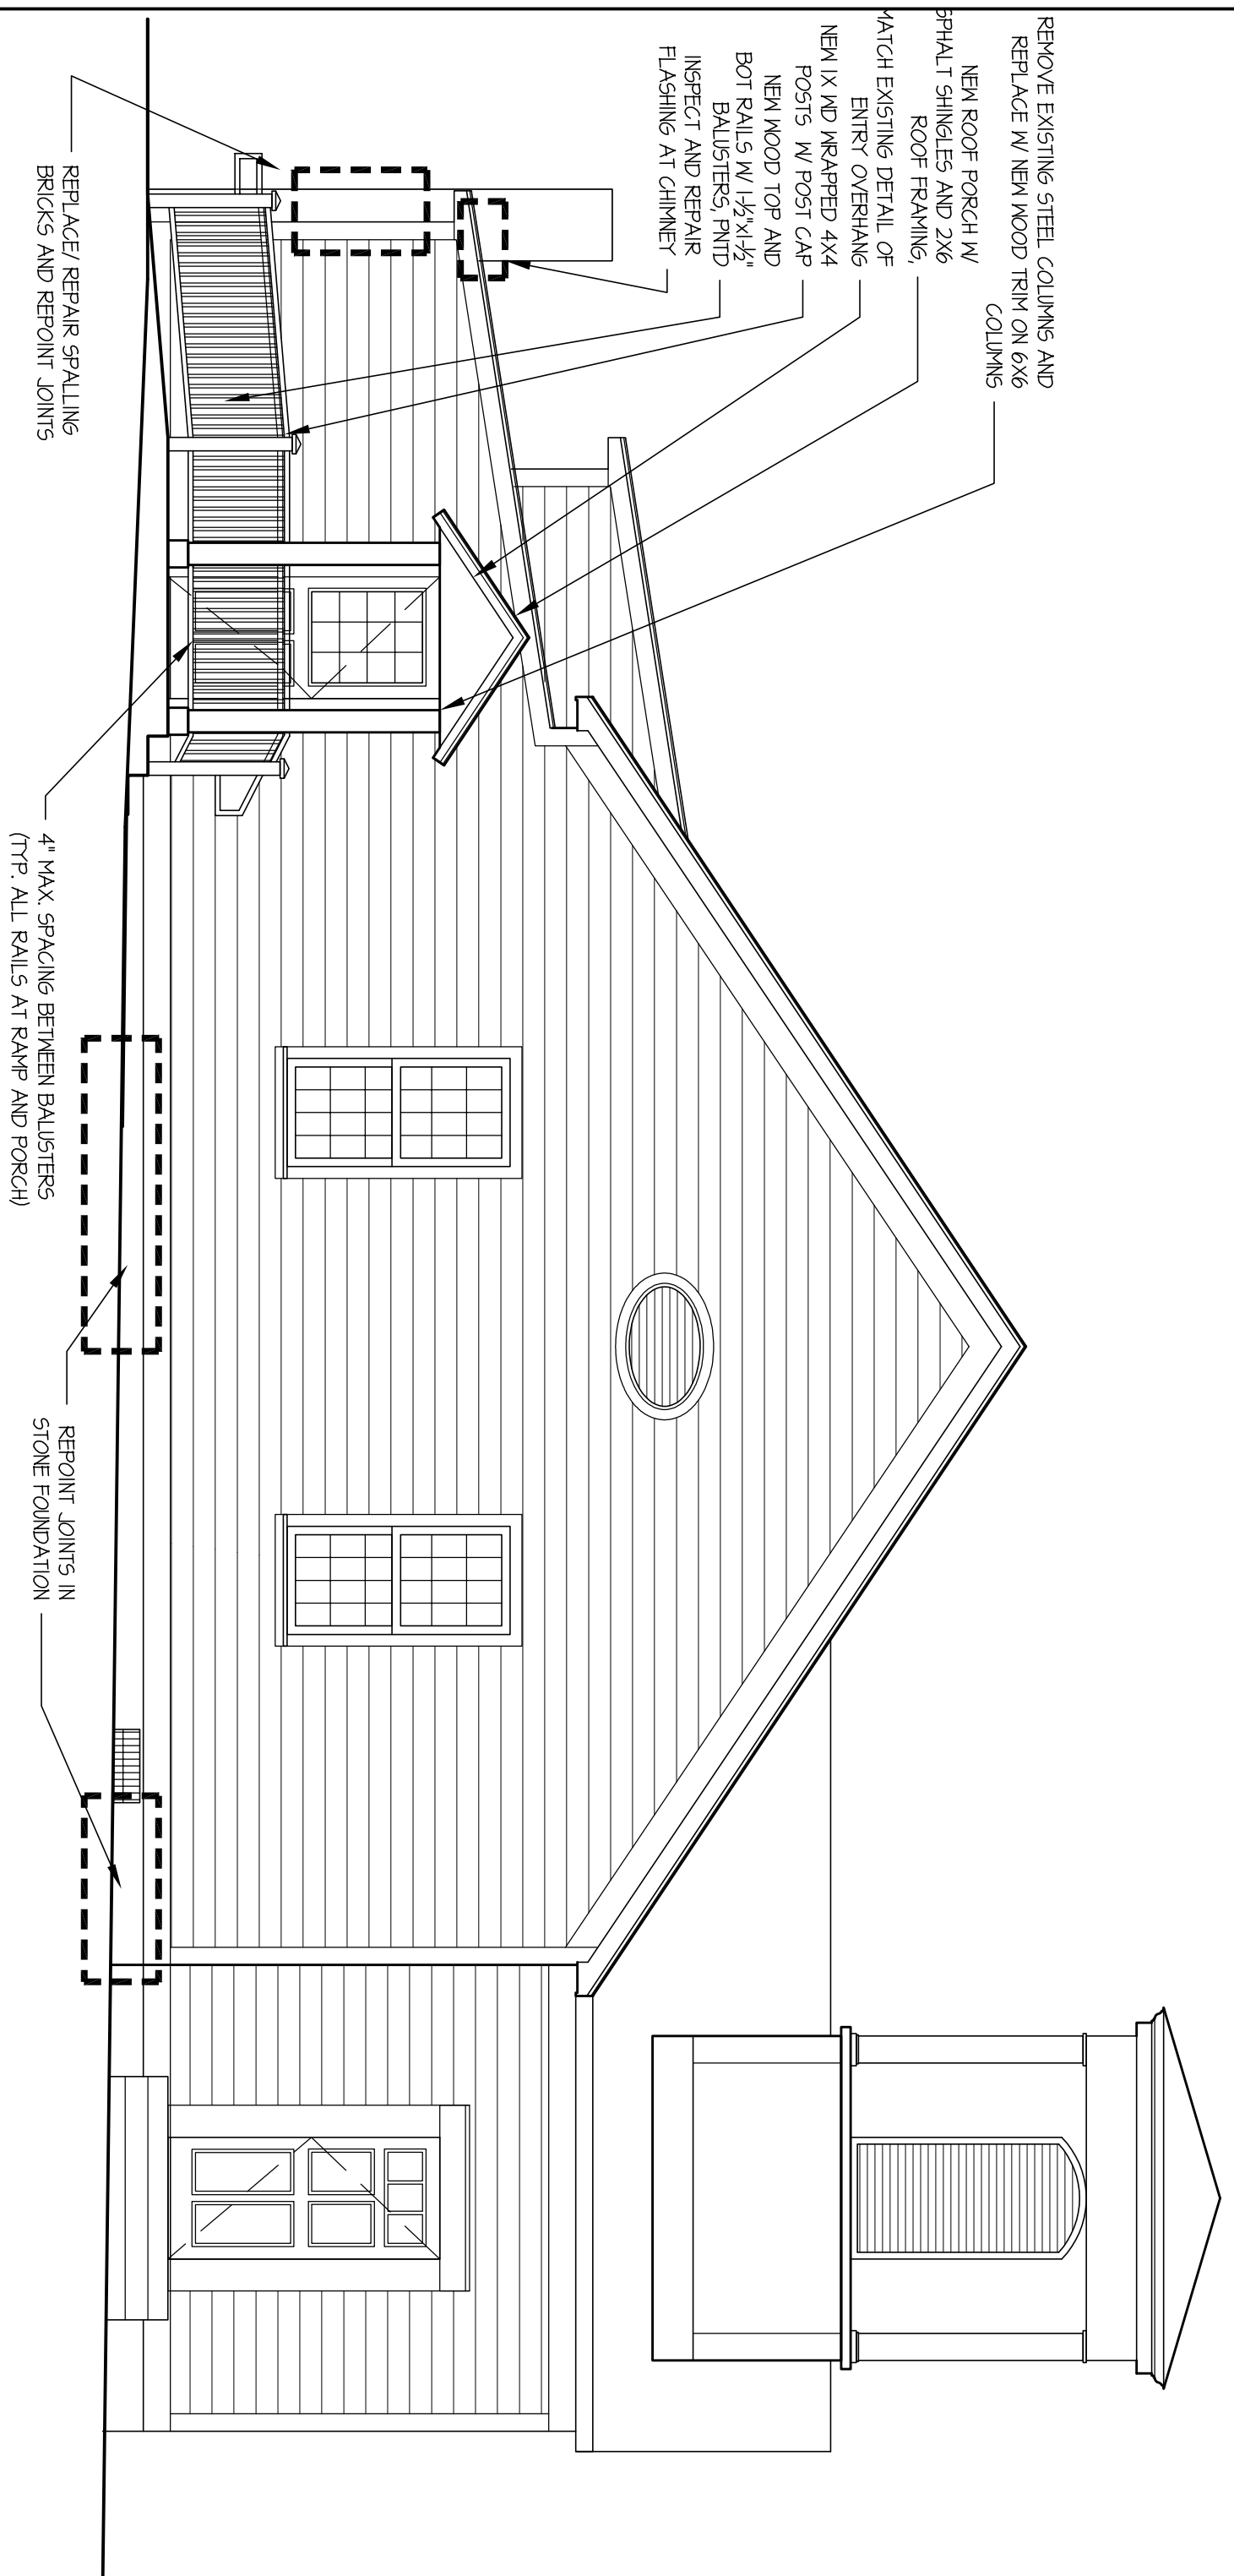 REMOVE EXISTING STEEL COLUMNS AND
REPLACE W/ NEW WOOD TRIM ON 6X6
COLUMNS
NEW ROOF PORCH W
SPHALT SHINGLES AND 2X6
ROOF FRAMING,
MATCH EXISTING DETAIL OF
ENTRY OVERHANG
NEW 1X WD WRAPPED 4X4
POSTS W/ POST CAP
NEW WOOD TOP AND
BOT RAILS W/ 1-½"x1-½"
BALUSTERS, PNTD
INSPECT AND REPAIR
FLASHING AT CHIMNEY
REPLACE/ REPAIR SPALLING
BRICKS AND REPOINT JOINTS
4" MAX. SPACING BETWEEN BALUSTERS
(TYP. ALL RAILS AT RAMP AND PORCH)
REPOINT JOINTS IN
STONE FOUNDATION